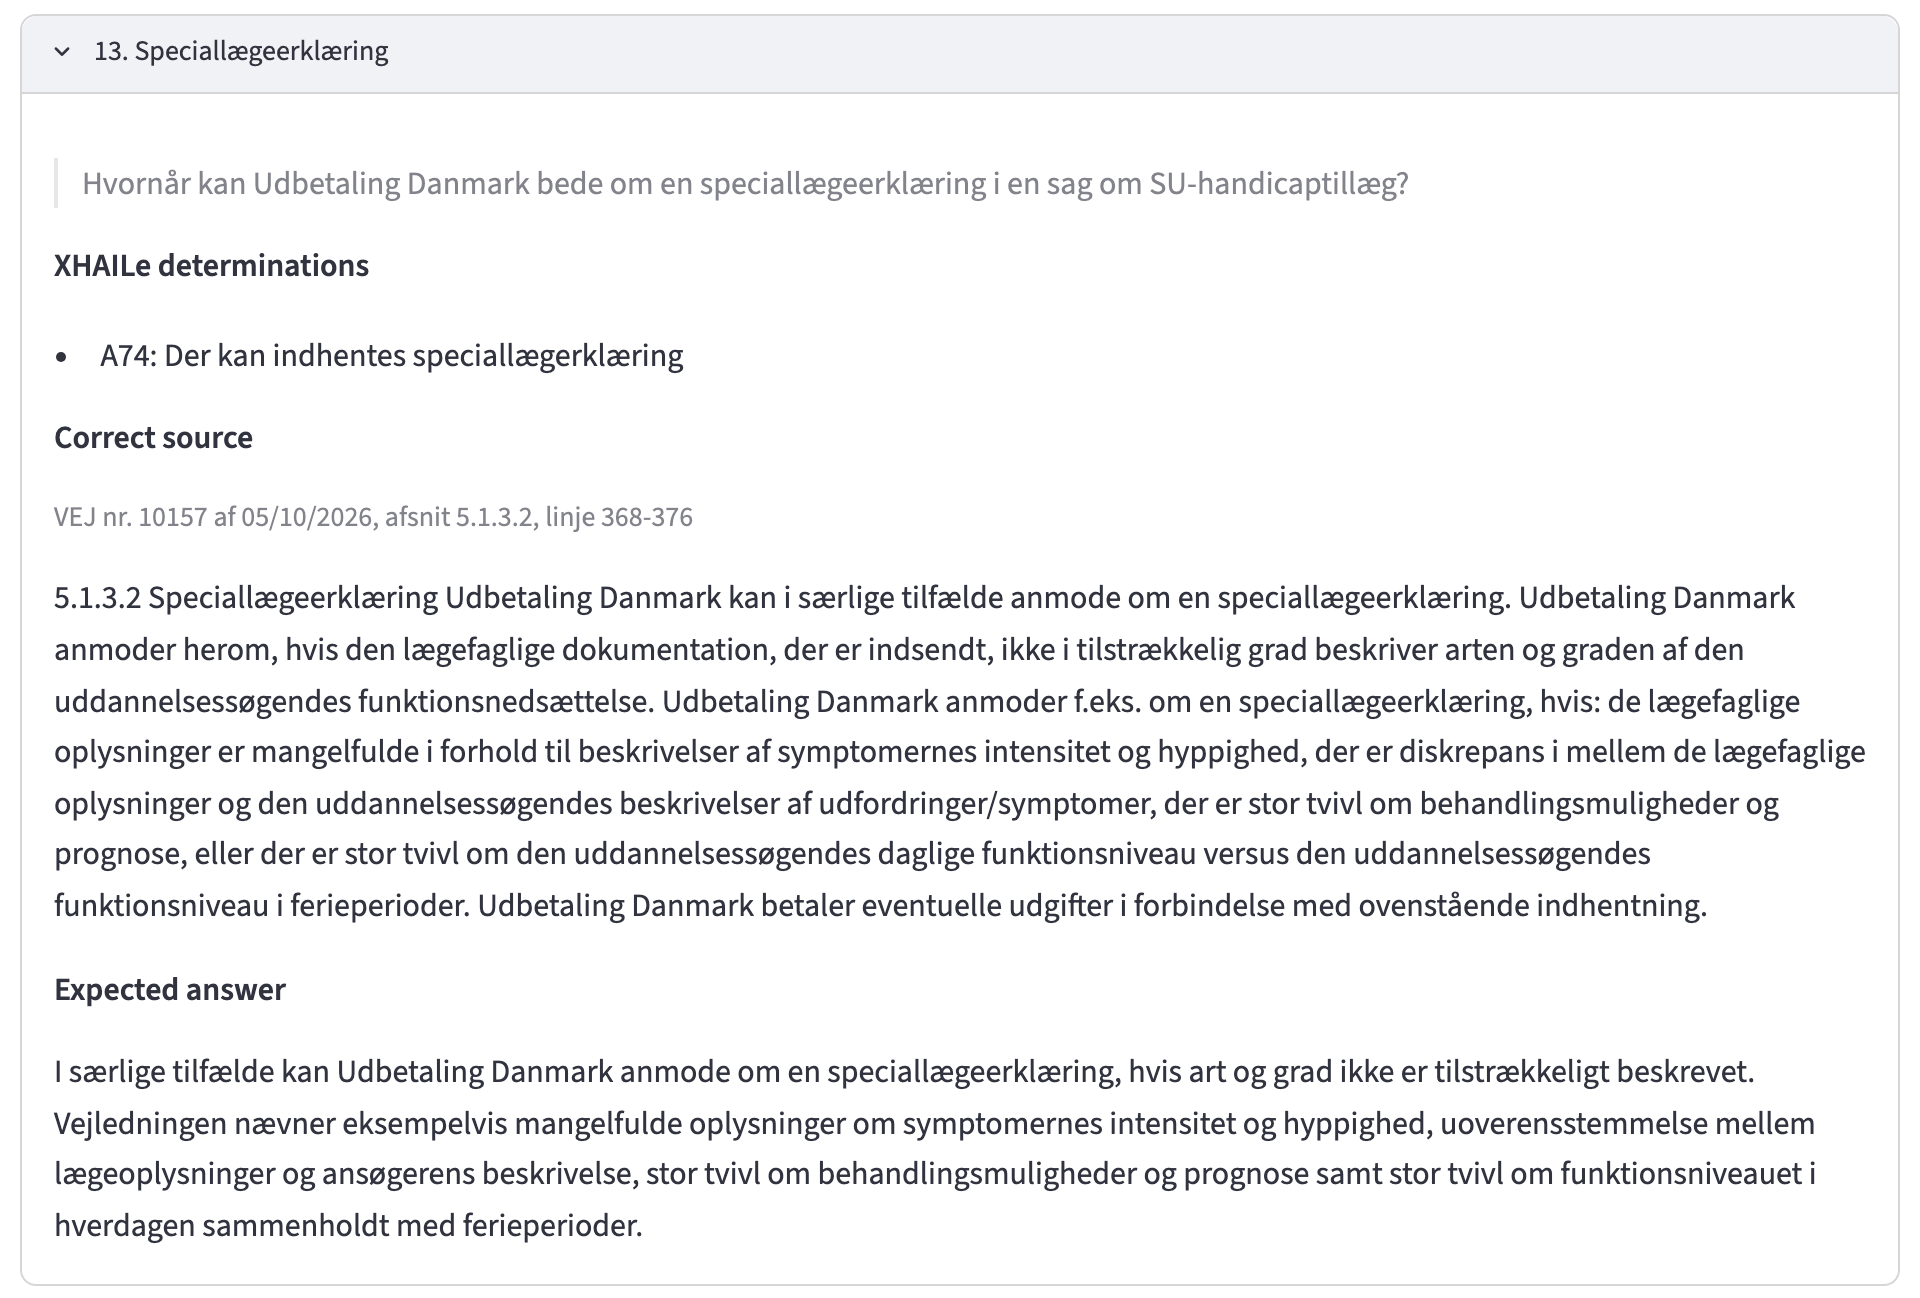 13. Speciallægeerklæring
Hvornår kan Udbetaling Danmark bede om en speciallægeerklæring i en sag om SU-handicaptillæg?
XHAILe determinations
• A74: Der kan indhentes speciallægerklæring
Correct source
VEJ nr. 10157 af 05/10/2026, afsnit 5.1.3.2, linje 368-376
5.1.3.2 Speciallægeerklæring Udbetaling Danmark kan i særlige tilfælde anmode om en speciallægeerklæring. Udbetaling Danmark
anmoder herom, hvis den lægefaglige dokumentation, der er indsendt, ikke i tilstrækkelig grad beskriver arten og graden af den
uddannelsessøgendes funktionsnedsættelse. Udbetaling Danmark anmoder f.eks. om en speciallægeerklæring, hvis: de lægefaglige
oplysninger er mangelfulde i forhold til beskrivelser af symptomernes intensitet og hyppighed, der er diskrepans i mellem de lægefaglige
oplysninger og den uddannelsessøgendes beskrivelser af udfordringer/symptomer, der er stor tvivl om behandlingsmuligheder og
prognose, eller der er stor tvivl om den uddannelsessøgendes daglige funktionsniveau versus den uddannelsessøgendes
funktionsniveau i ferieperioder. Udbetaling Danmark betaler eventuelle udgifter i forbindelse med ovenstående indhentning.
Expected answer
I særlige tilfælde kan Udbetaling Danmark anmode om en speciallægeerklæring, hvis art og grad ikke er tilstrækkeligt beskrevet.
Vejledningen nævner eksempelvis mangelfulde oplysninger om symptomernes intensitet og hyppighed, uoverensstemmelse mellem
lægeoplysninger og ansøgerens beskrivelse, stor tvivl om behandlingsmuligheder og prognose samt stor tvivl om funktionsniveauet i
hverdagen sammenholdt med ferieperioder.